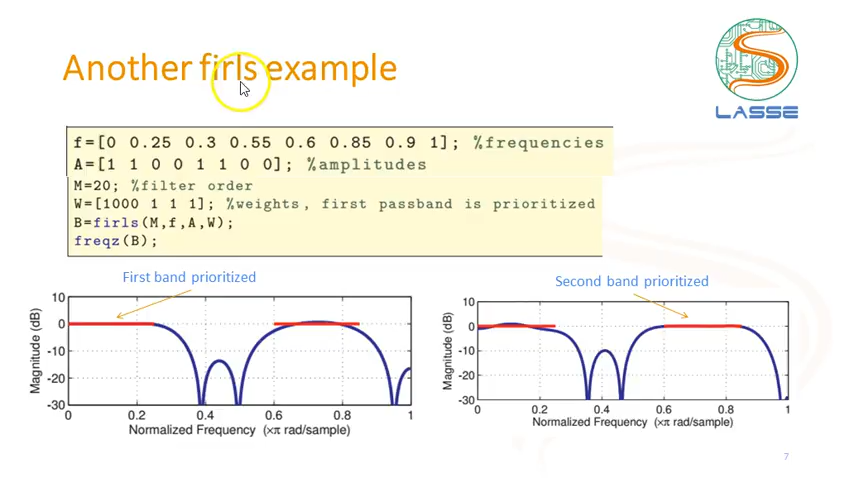 Another firls example
LASSE
f=[0 0.25 0.3 0.55 0.6 0.85 0.9 1]; %frequencies
A=[1 1 0 0 1 1 0 0]; %amplitudes
M=20; %filter order
W=[1000 1 1 1]; %weights, first passband is prioritized
B=firls(M,f,A,W);
freqz(B);
First band prioritized
10
0
-10
-20
-30
Magnitude (dB)
0 0.2 0.4 0.6 0.8 1
Normalized Frequency (×π rad/sample)
Second band prioritized
10
0
-10
-20
-30
Magnitude (dB)
0 0.2 0.4 0.6 0.8 1
Normalized Frequency (×π rad/sample)
7